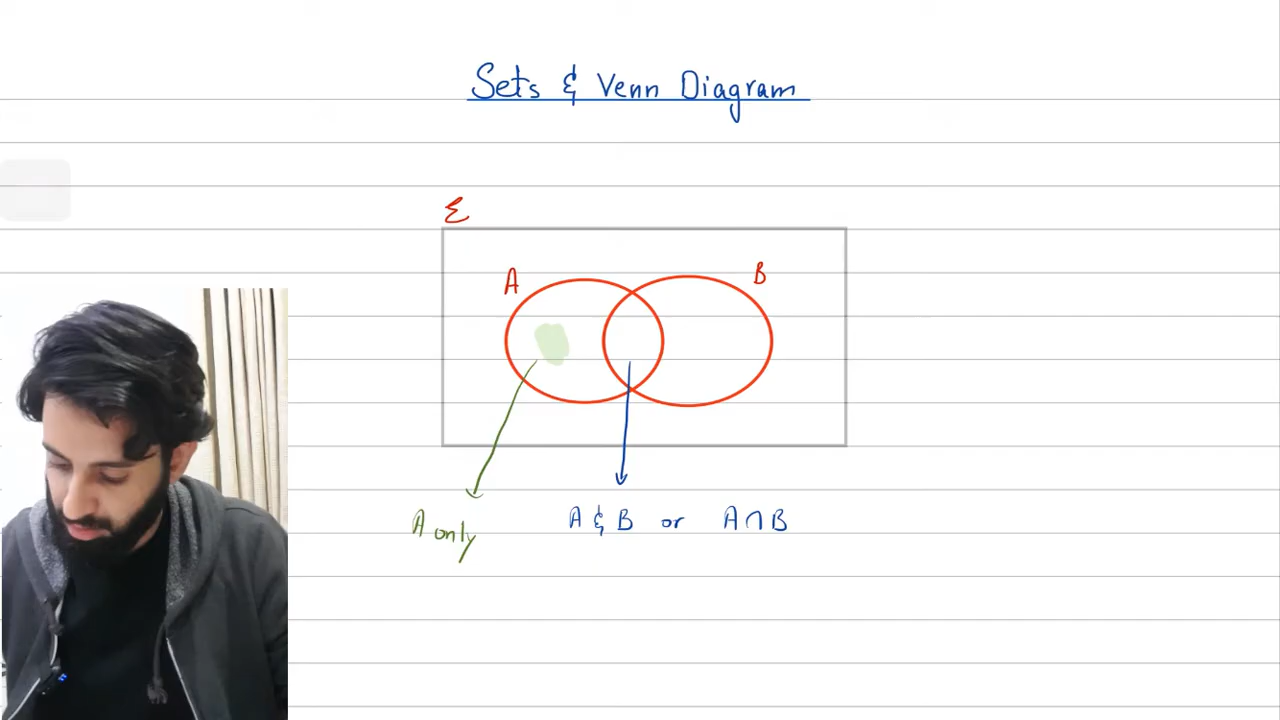 Sets & Venn Diagram
ξ
A
B
A only
A & B or A∩B